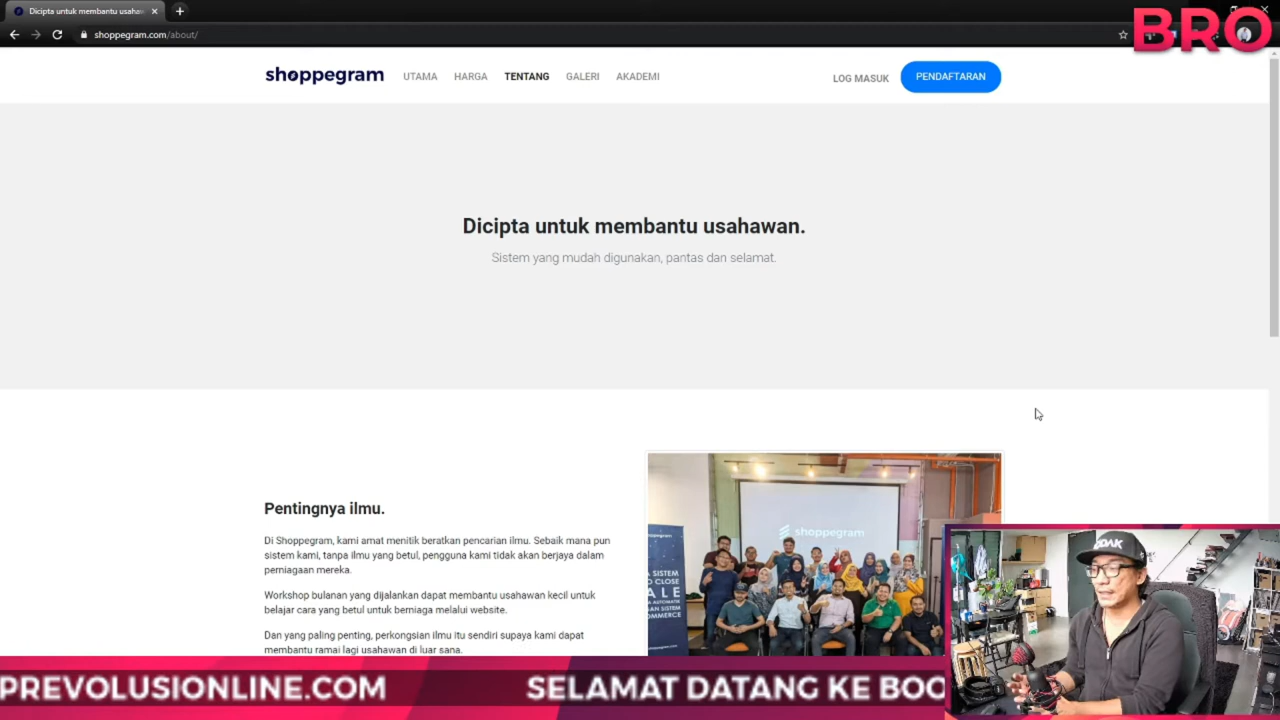 Dicipta untuk membantu usahaw
shoppegram.com/about/
BRO
shoppegram
UTAMA
HARGA
TENTANG
GALERI
AKADEMI
LOG MASUK
PENDAFTARAN
Dicipta untuk membantu usahawan.
Sistem yang mudah digunakan, pantas dan selamat.
Pentingnya ilmu.
Di Shoppegram, kami amat menitik beratkan pencarian ilmu. Sebaik mana pun
sistem kami, tanpa ilmu yang betul, pengguna kami tidak akan berjaya dalam
perniagaan mereka.
Workshop bulanan yang dijalankan dapat membantu usahawan kecil untuk
belajar cara yang betul untuk berniaga melalui website.
Dan yang paling penting, perkongsian ilmu itu sendiri supaya kami dapat
membantu ramai lagi usahawan di luar sana.
shoppegram
SISTEM
CLOSE
ALE
AUTOMATIK
SISTEM
PREVOLUSIONLINE.COM
SELAMAT DATANG KE BOO